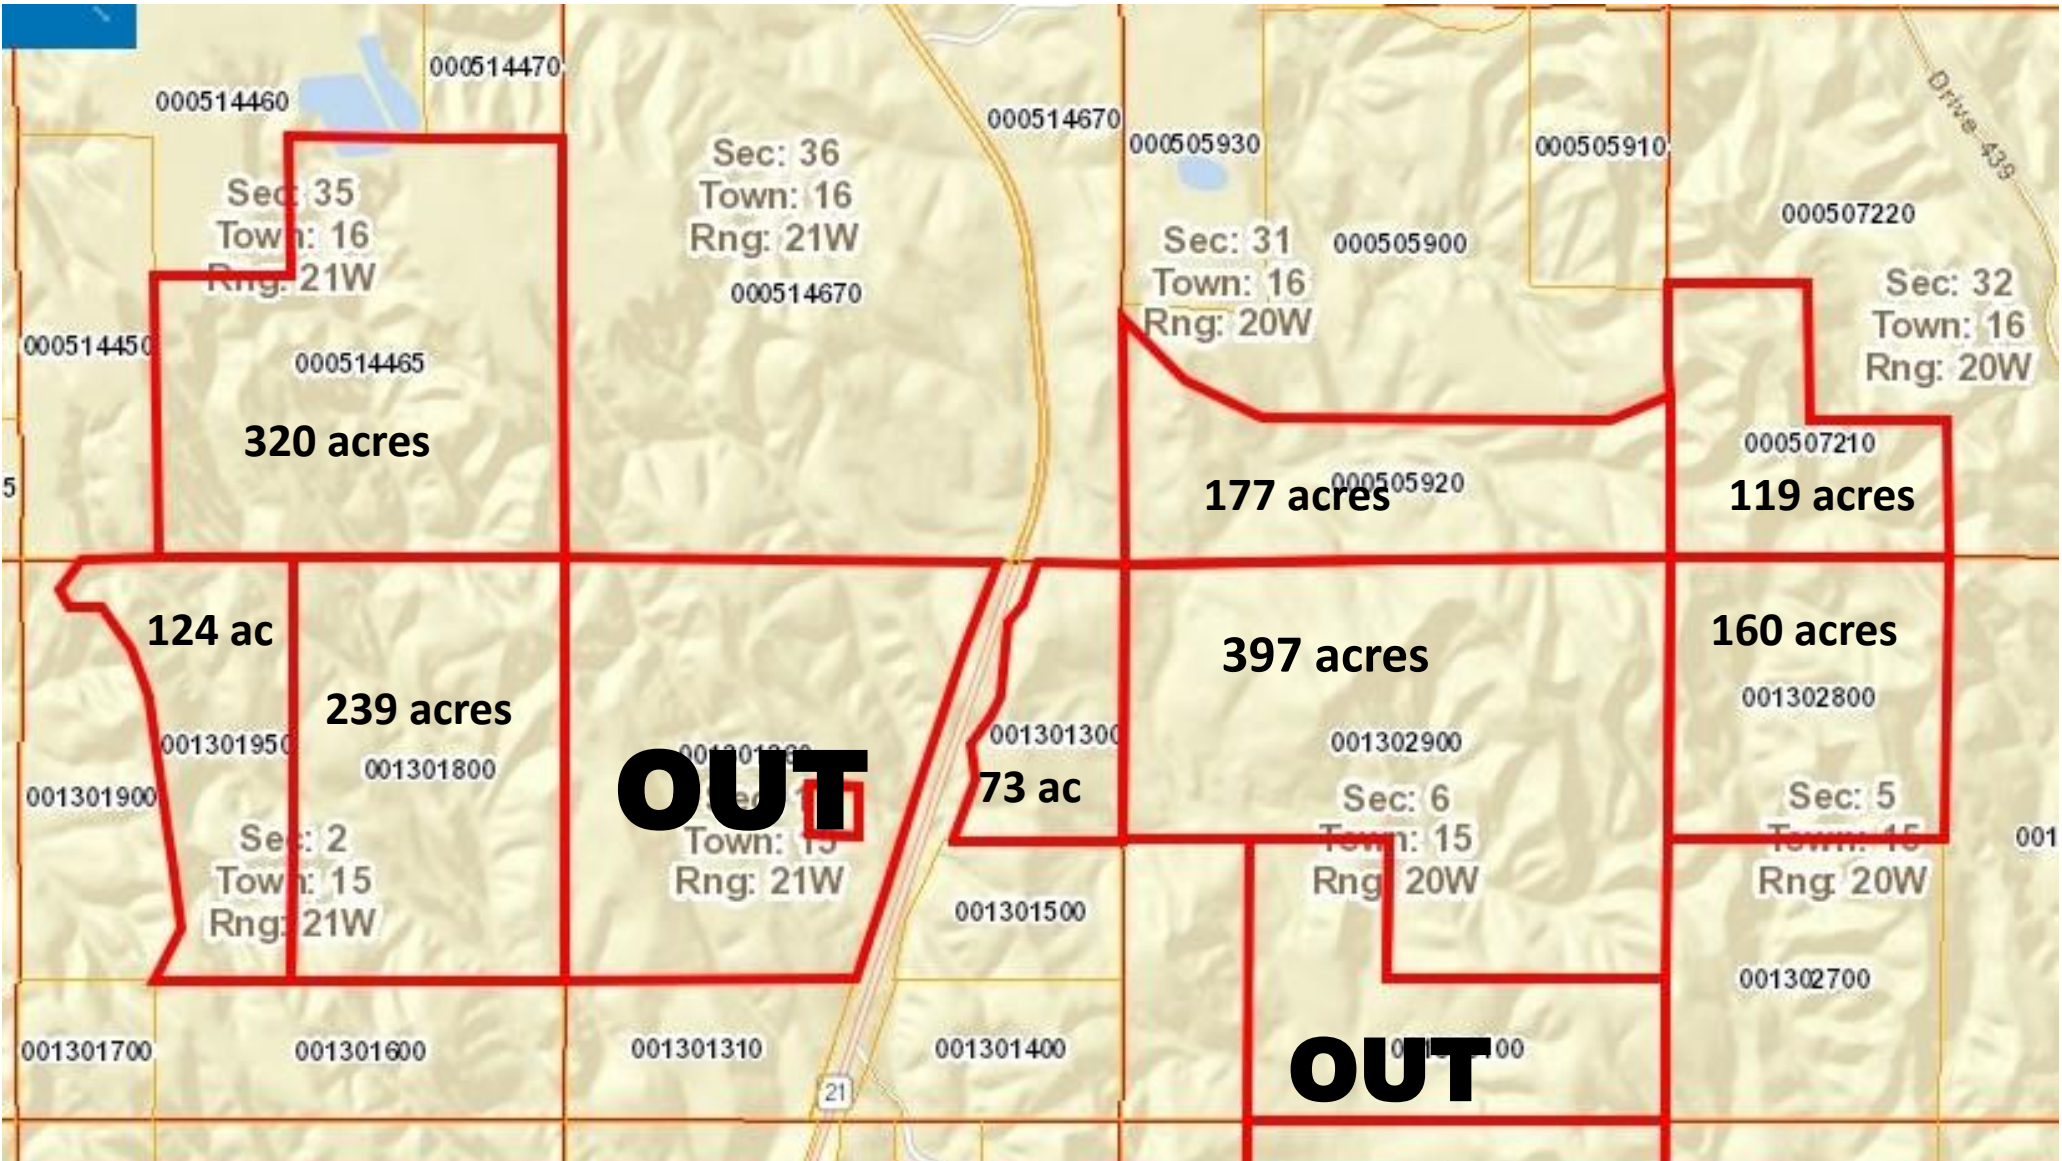 000514470
000514460
000514670
000505930
000505910
Drive 439
Sec: 36
Town: 16
Rng: 21W
Sec: 35
Town: 16
Rng: 21W
000507220
Sec: 31
Town: 16
Rng: 20W
000505900
Sec: 32
Town: 16
Rng: 20W
000514670
000514450
000514465
320 acres
5
000507210
000505920
177 acres
119 acres
124 ac
397 acres
160 acres
239 acres
001302800
001301950
001301300
001302900
001301800
OUT
73 ac
001301900
Sec: 6
Town: 15
Rng: 20W
Sec: 5
Town: 15
Rng: 20W
001
Sec: 2
Town: 15
Rng: 21W
Town: 15
Rng: 21W
001301500
001302700
001301700
001301600
001301310
001301400
OUT
21